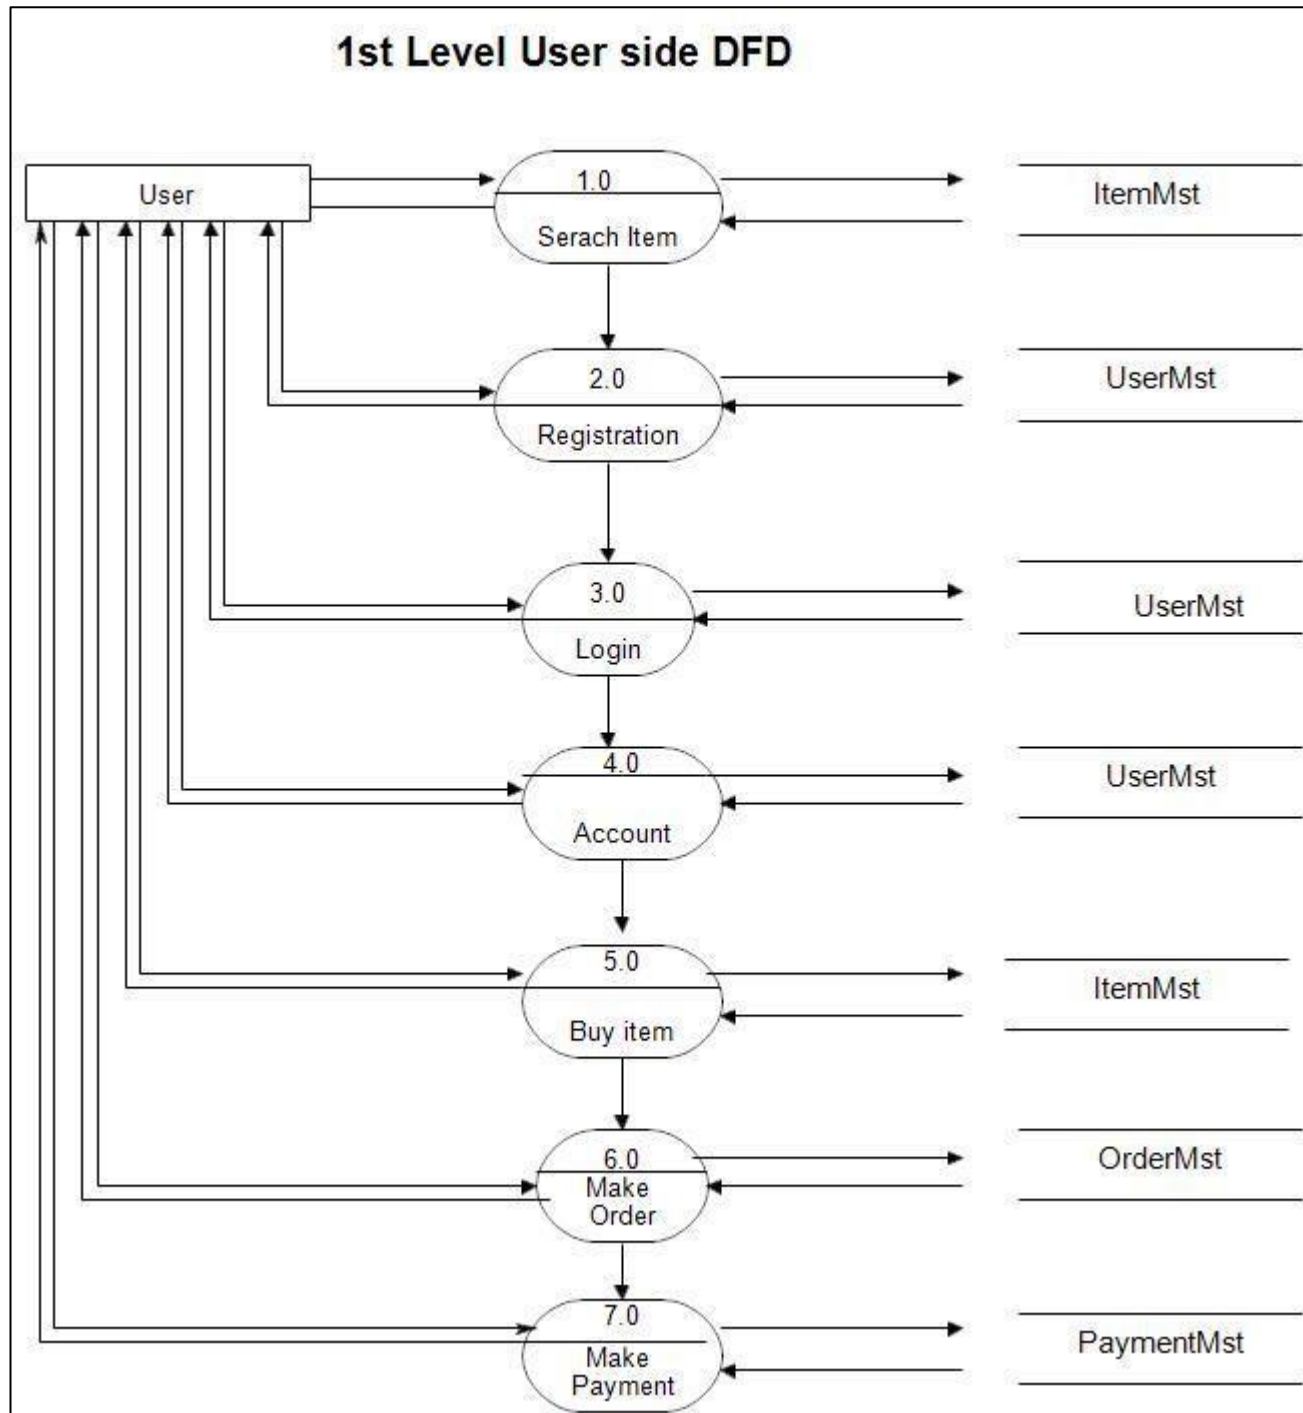 1st Level User side DFD
User
1.0
Serach Item
ItemMst
2.0
Registration
UserMst
3.0
Login
UserMst
4.0
Account
UserMst
5.0
Buy item
ItemMst
6.0
Make
Order
OrderMst
7.0
Make
Payment
PaymentMst